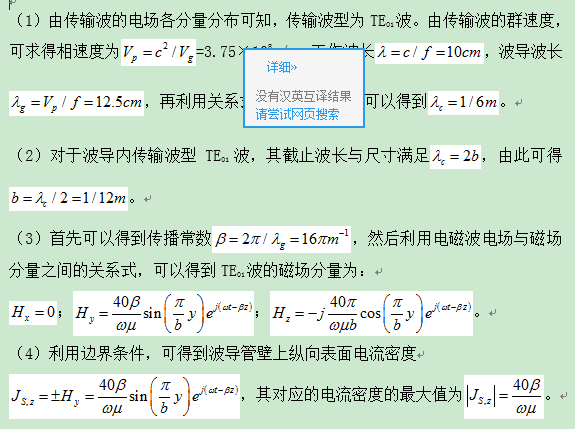 （1）由传输波的电场各分量分布可知，传输波型为 TE₀₁波。由传输波的群速度，
可求得相速度为 V_p = c²/V_g =3.75×10 λ = c / f = 10cm，波导波长
λ_g = V_p / f = 12.5cm，再利用关系 可以得到 λ_c = 1/6m。
详细»
没有汉英互译结果
请尝试网页搜索
（2）对于波导内传输波型 TE₀₁波，其截止波长与尺寸满足 λ_c = 2b，由此可得
b = λ_c / 2 = 1/12m。
（3）首先可以得到传播常数 β = 2π / λ_g = 16πm⁻¹，然后利用电磁波电场与磁场
分量之间的关系式，可以得到TE₀₁波的磁场分量为：
H_x = 0；H_y = 40β/ωμ sin(π/b y) e^{j(ωt−βz)}；H_z = −j 40π/ωμb cos(π/b y) e^{j(ωt−βz)}。
（4）利用边界条件，可得到波导管壁上纵向表面电流密度
J_{S,z} = ±H_y = 40β/ωμ sin(π/b y) e^{j(ωt−βz)}，其对应的电流密度的最大值为 |J_{S,z}| = 40β/ωμ。